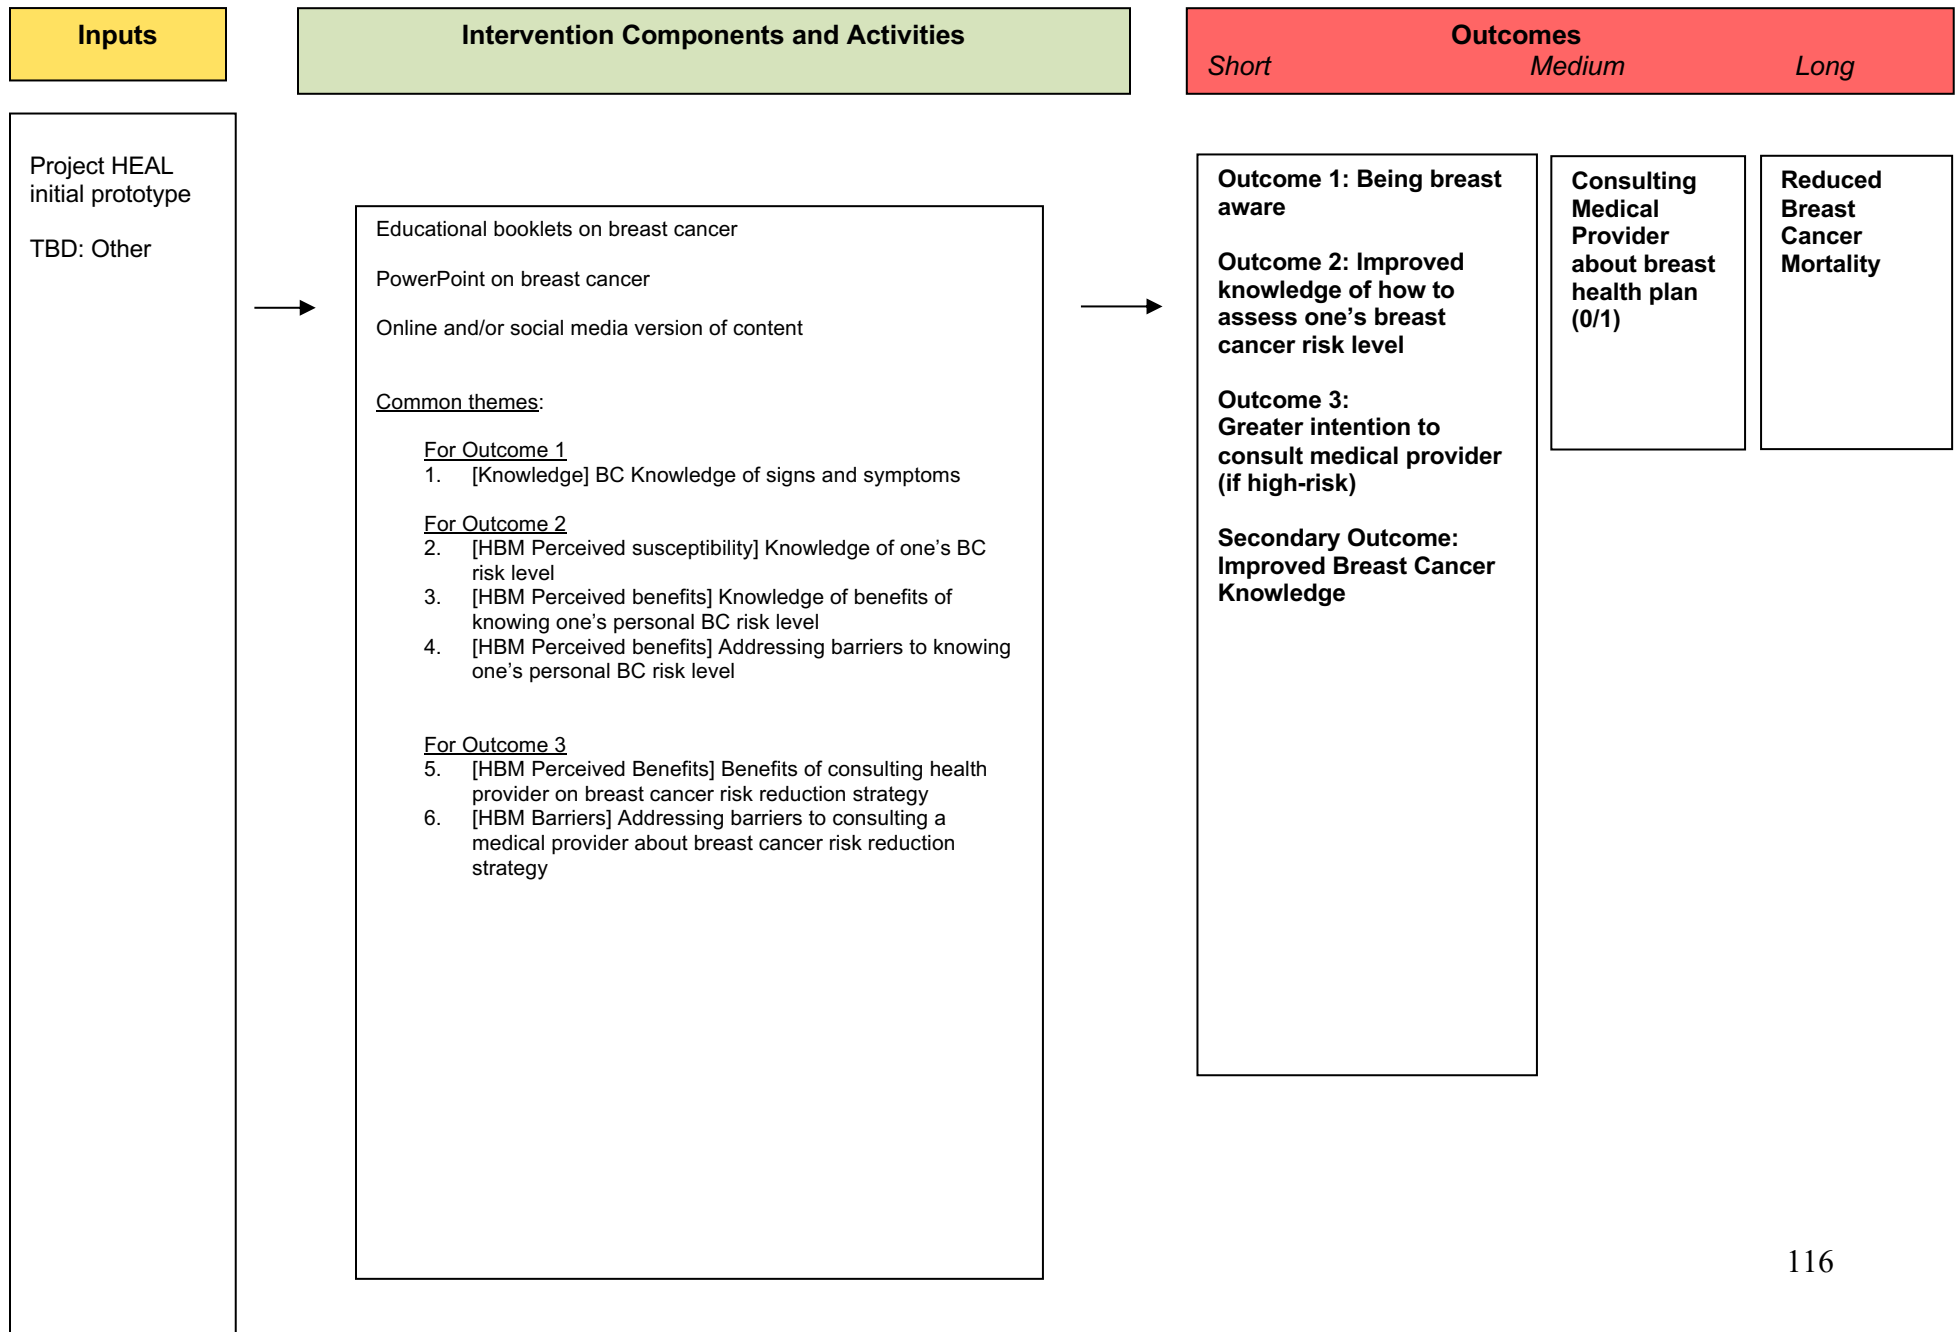 Inputs
Intervention Components and Activities
Outcomes
Short Medium Long
Project HEAL
initial prototype
TBD: Other
Educational booklets on breast cancer
PowerPoint on breast cancer
Online and/or social media version of content
Common themes:
For Outcome 1
1. [Knowledge] BC Knowledge of signs and symptoms
For Outcome 2
2. [HBM Perceived susceptibility] Knowledge of one’s BC
risk level
3. [HBM Perceived benefits] Knowledge of benefits of
knowing one’s personal BC risk level
4. [HBM Perceived benefits] Addressing barriers to knowing
one’s personal BC risk level
For Outcome 3
5. [HBM Perceived Benefits] Benefits of consulting health
provider on breast cancer risk reduction strategy
6. [HBM Barriers] Addressing barriers to consulting a
medical provider about breast cancer risk reduction
strategy
Outcome 1: Being breast
aware
Outcome 2: Improved
knowledge of how to
assess one’s breast
cancer risk level
Outcome 3:
Greater intention to
consult medical provider
(if high-risk)
Secondary Outcome:
Improved Breast Cancer
Knowledge
Consulting
Medical
Provider
about breast
health plan
(0/1)
Reduced
Breast
Cancer
Mortality
116